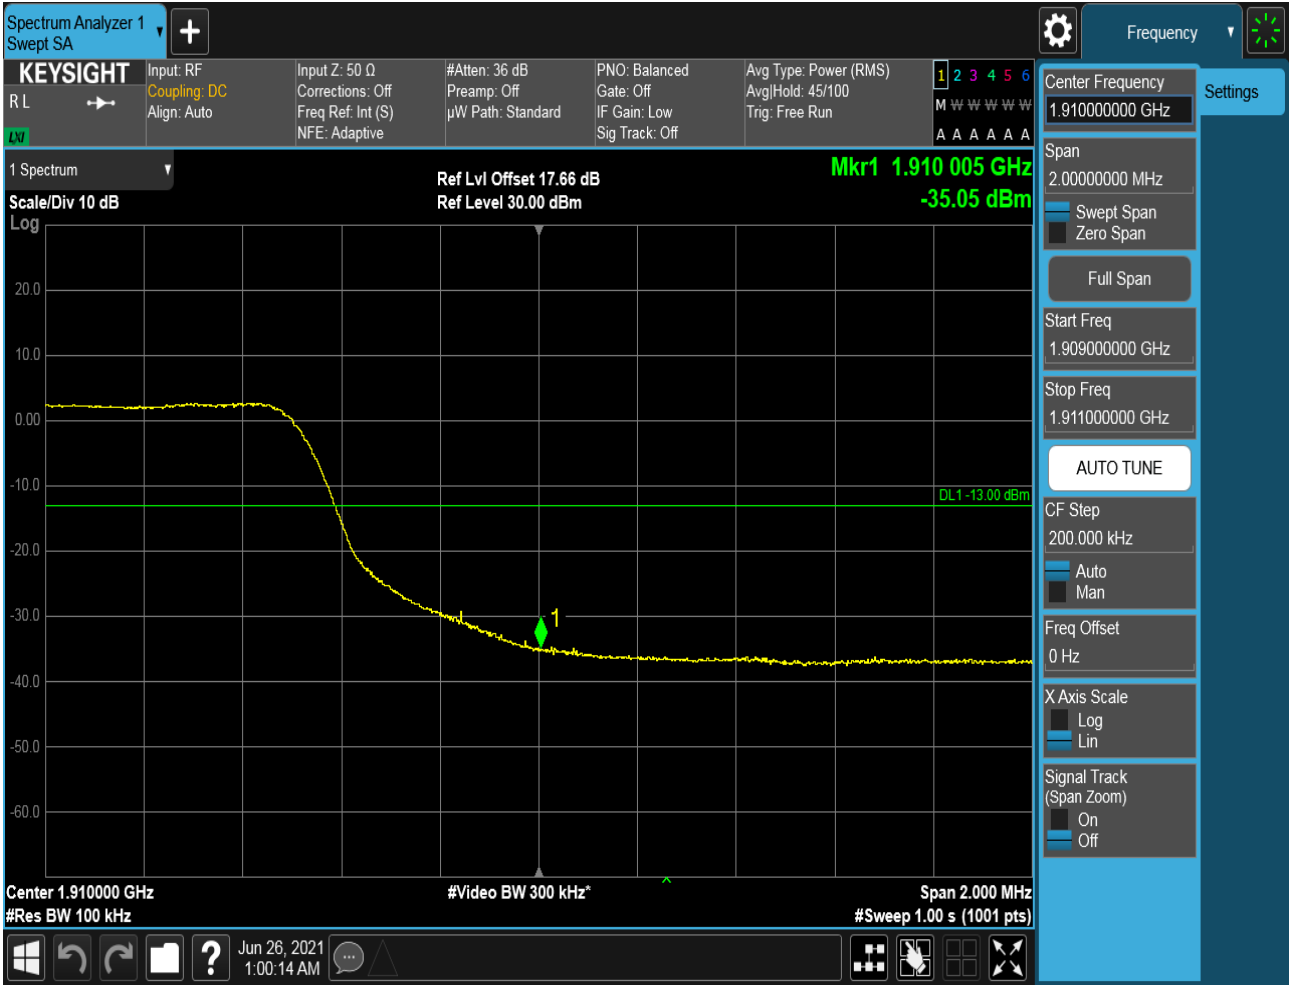 Spectrum Analyzer 1
Swept SA
Frequency
KEYSIGHT
R L
LXI
Input: RF
Coupling: DC
Align: Auto
Input Z: 50 Ω
Corrections: Off
Freq Ref: Int (S)
NFE: Adaptive
#Atten: 36 dB
Preamp: Off
µW Path: Standard
PNO: Balanced
Gate: Off
IF Gain: Low
Sig Track: Off
Avg Type: Power (RMS)
Avg|Hold: 45/100
Trig: Free Run
1 2 3 4 5 6
M W W W W W
A A A A A A
1 Spectrum
Scale/Div 10 dB
Log
Ref Lvl Offset 17.66 dB
Ref Level 30.00 dBm
Mkr1 1.910 005 GHz
-35.05 dBm
20.0
10.0
0.00
-10.0
-20.0
-30.0
-40.0
-50.0
-60.0
DL1 -13.00 dBm
1
Center 1.910000 GHz
#Res BW 100 kHz
#Video BW 300 kHz*
Span 2.000 MHz
#Sweep 1.00 s (1001 pts)
Center Frequency
1.910000000 GHz
Settings
Span
2.00000000 MHz
Swept Span
Zero Span
Full Span
Start Freq
1.909000000 GHz
Stop Freq
1.911000000 GHz
AUTO TUNE
CF Step
200.000 kHz
Auto
Man
Freq Offset
0 Hz
X Axis Scale
Log
Lin
Signal Track
(Span Zoom)
On
Off
?
Jun 26, 2021
1:00:14 AM